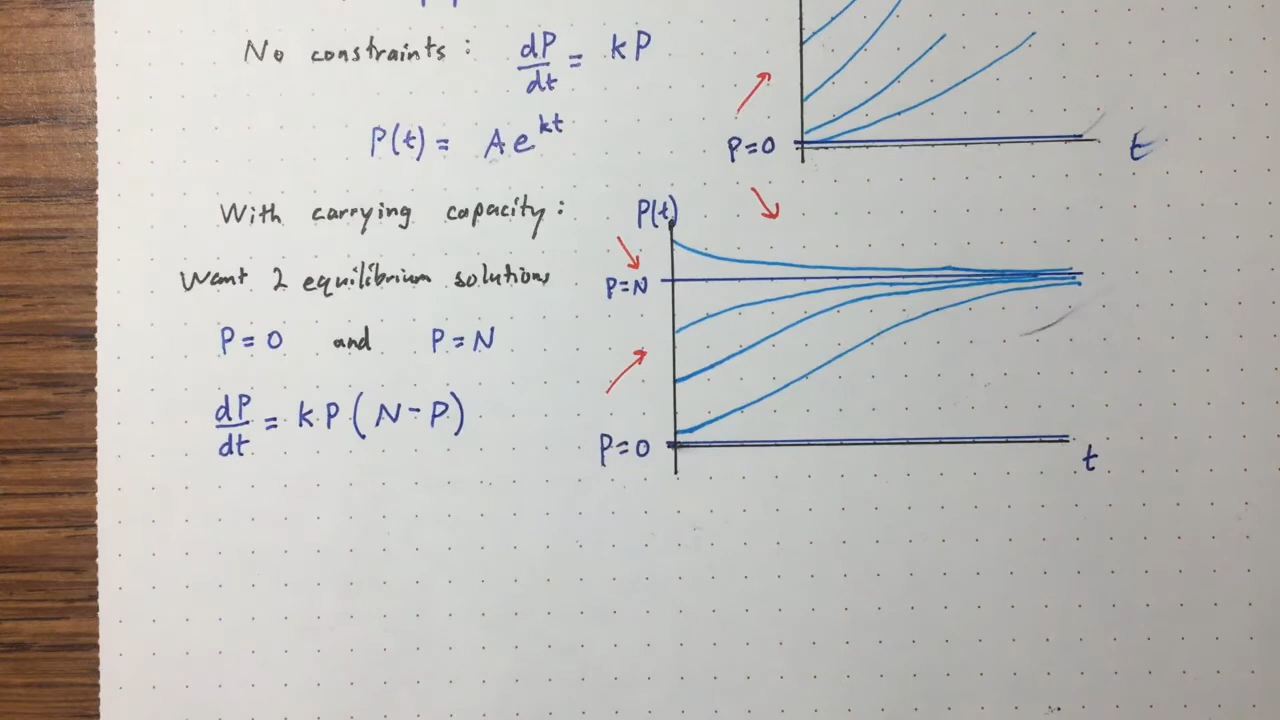 No constraints: dP/dt = kP
P(t) = Ae^kt
P=0
t
With carrying capacity:
Want 2 equilibrium solutions
P = 0 and P = N
dP/dt = kP(N-P)
P(t)
P=N
P=0
t